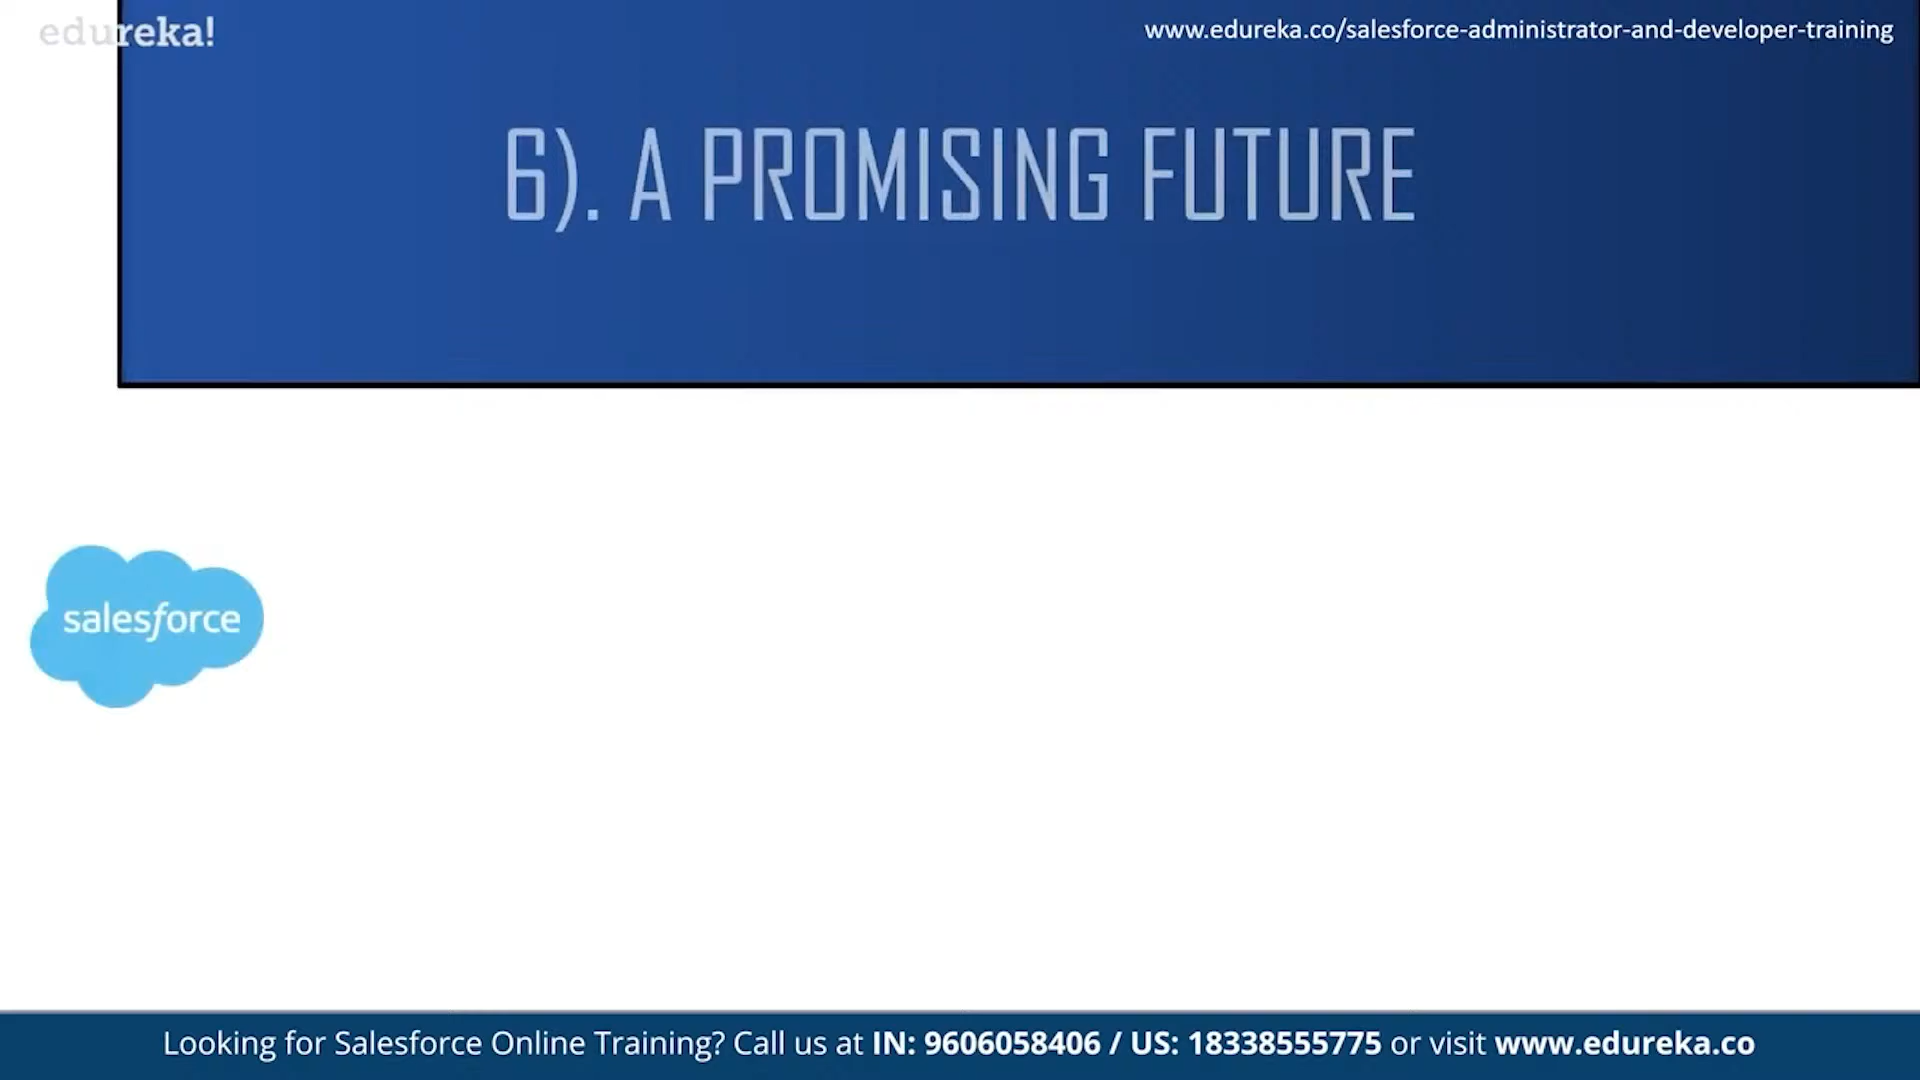 edureka!
www.edureka.co/salesforce-administrator-and-developer-training
6). A PROMISING FUTURE
salesforce
Looking for Salesforce Online Training? Call us at IN: 9606058406 / US: 18338555775 or visit www.edureka.co